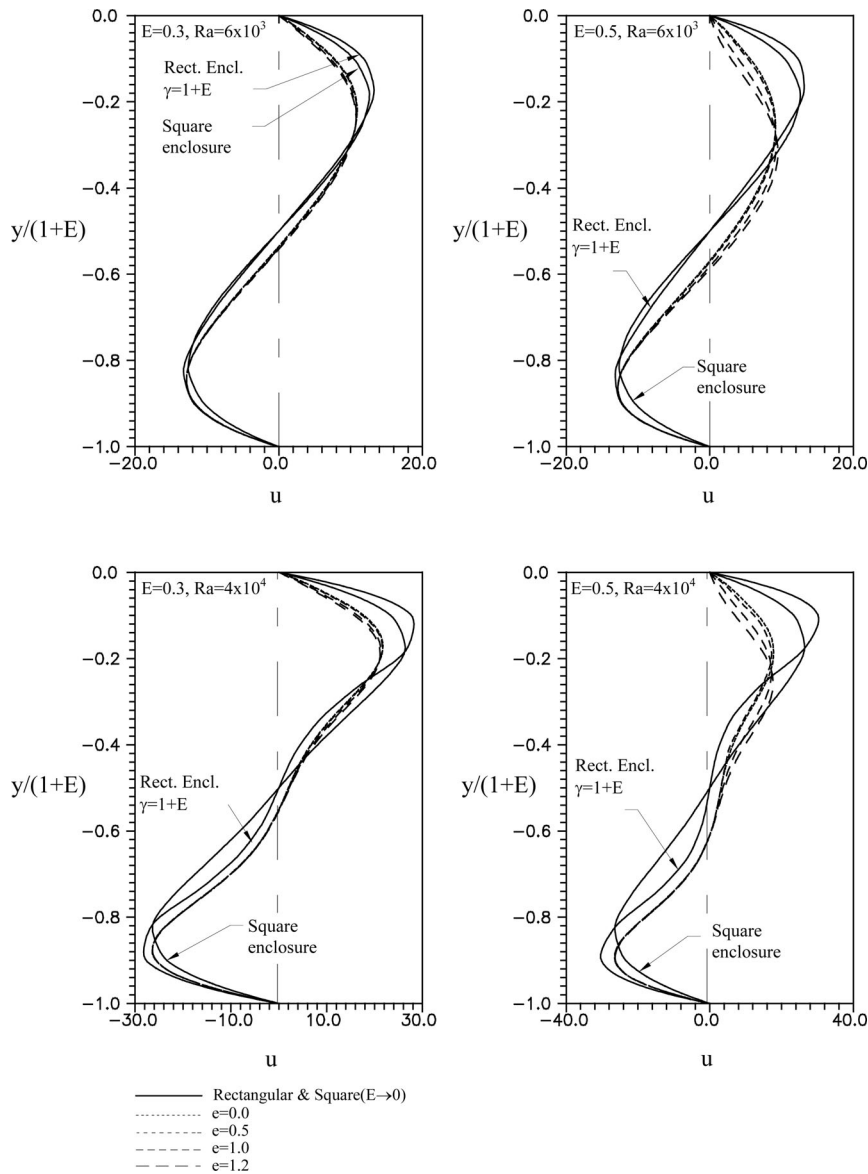 E=0.3, Ra=6x10³
0.0
−0.2
−0.4
−0.6
−0.8
−1.0
y/(1+E)
Rect. Encl.
γ=1+E
Square
enclosure
−20.0
0.0
20.0
u
E=0.5, Ra=6x10³
0.0
−0.2
−0.4
−0.6
−0.8
−1.0
y/(1+E)
Rect. Encl.
γ=1+E
Square
enclosure
−20.0
0.0
20.0
u
E=0.3, Ra=4x10⁴
0.0
−0.2
−0.4
−0.6
−0.8
−1.0
y/(1+E)
Rect. Encl.
γ=1+E
Square
enclosure
−30.0
−10.0
10.0
30.0
u
E=0.5, Ra=4x10⁴
0.0
−0.2
−0.4
−0.6
−0.8
−1.0
y/(1+E)
Rect. Encl.
γ=1+E
Square
enclosure
−40.0
0.0
40.0
u
Rectangular & Square(E→0)
e=0.0
e=0.5
e=1.0
e=1.2